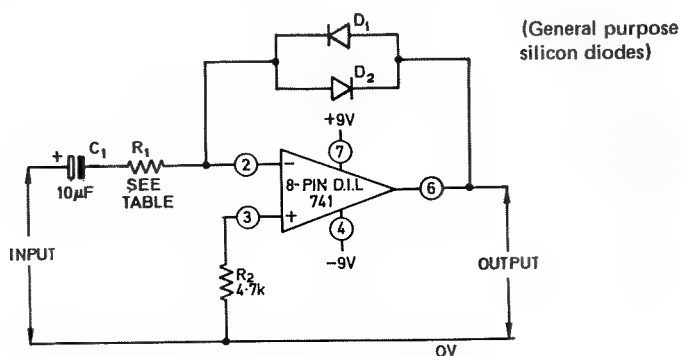 D₁
(General purpose
silicon diodes)
D₂
+9V
7
+
C₁
R₁
2
−
10μF
SEE
TABLE
8-PIN D.I.L
741
6
3
+
4
−9V
INPUT
R₂
4·7k
OUTPUT
0V